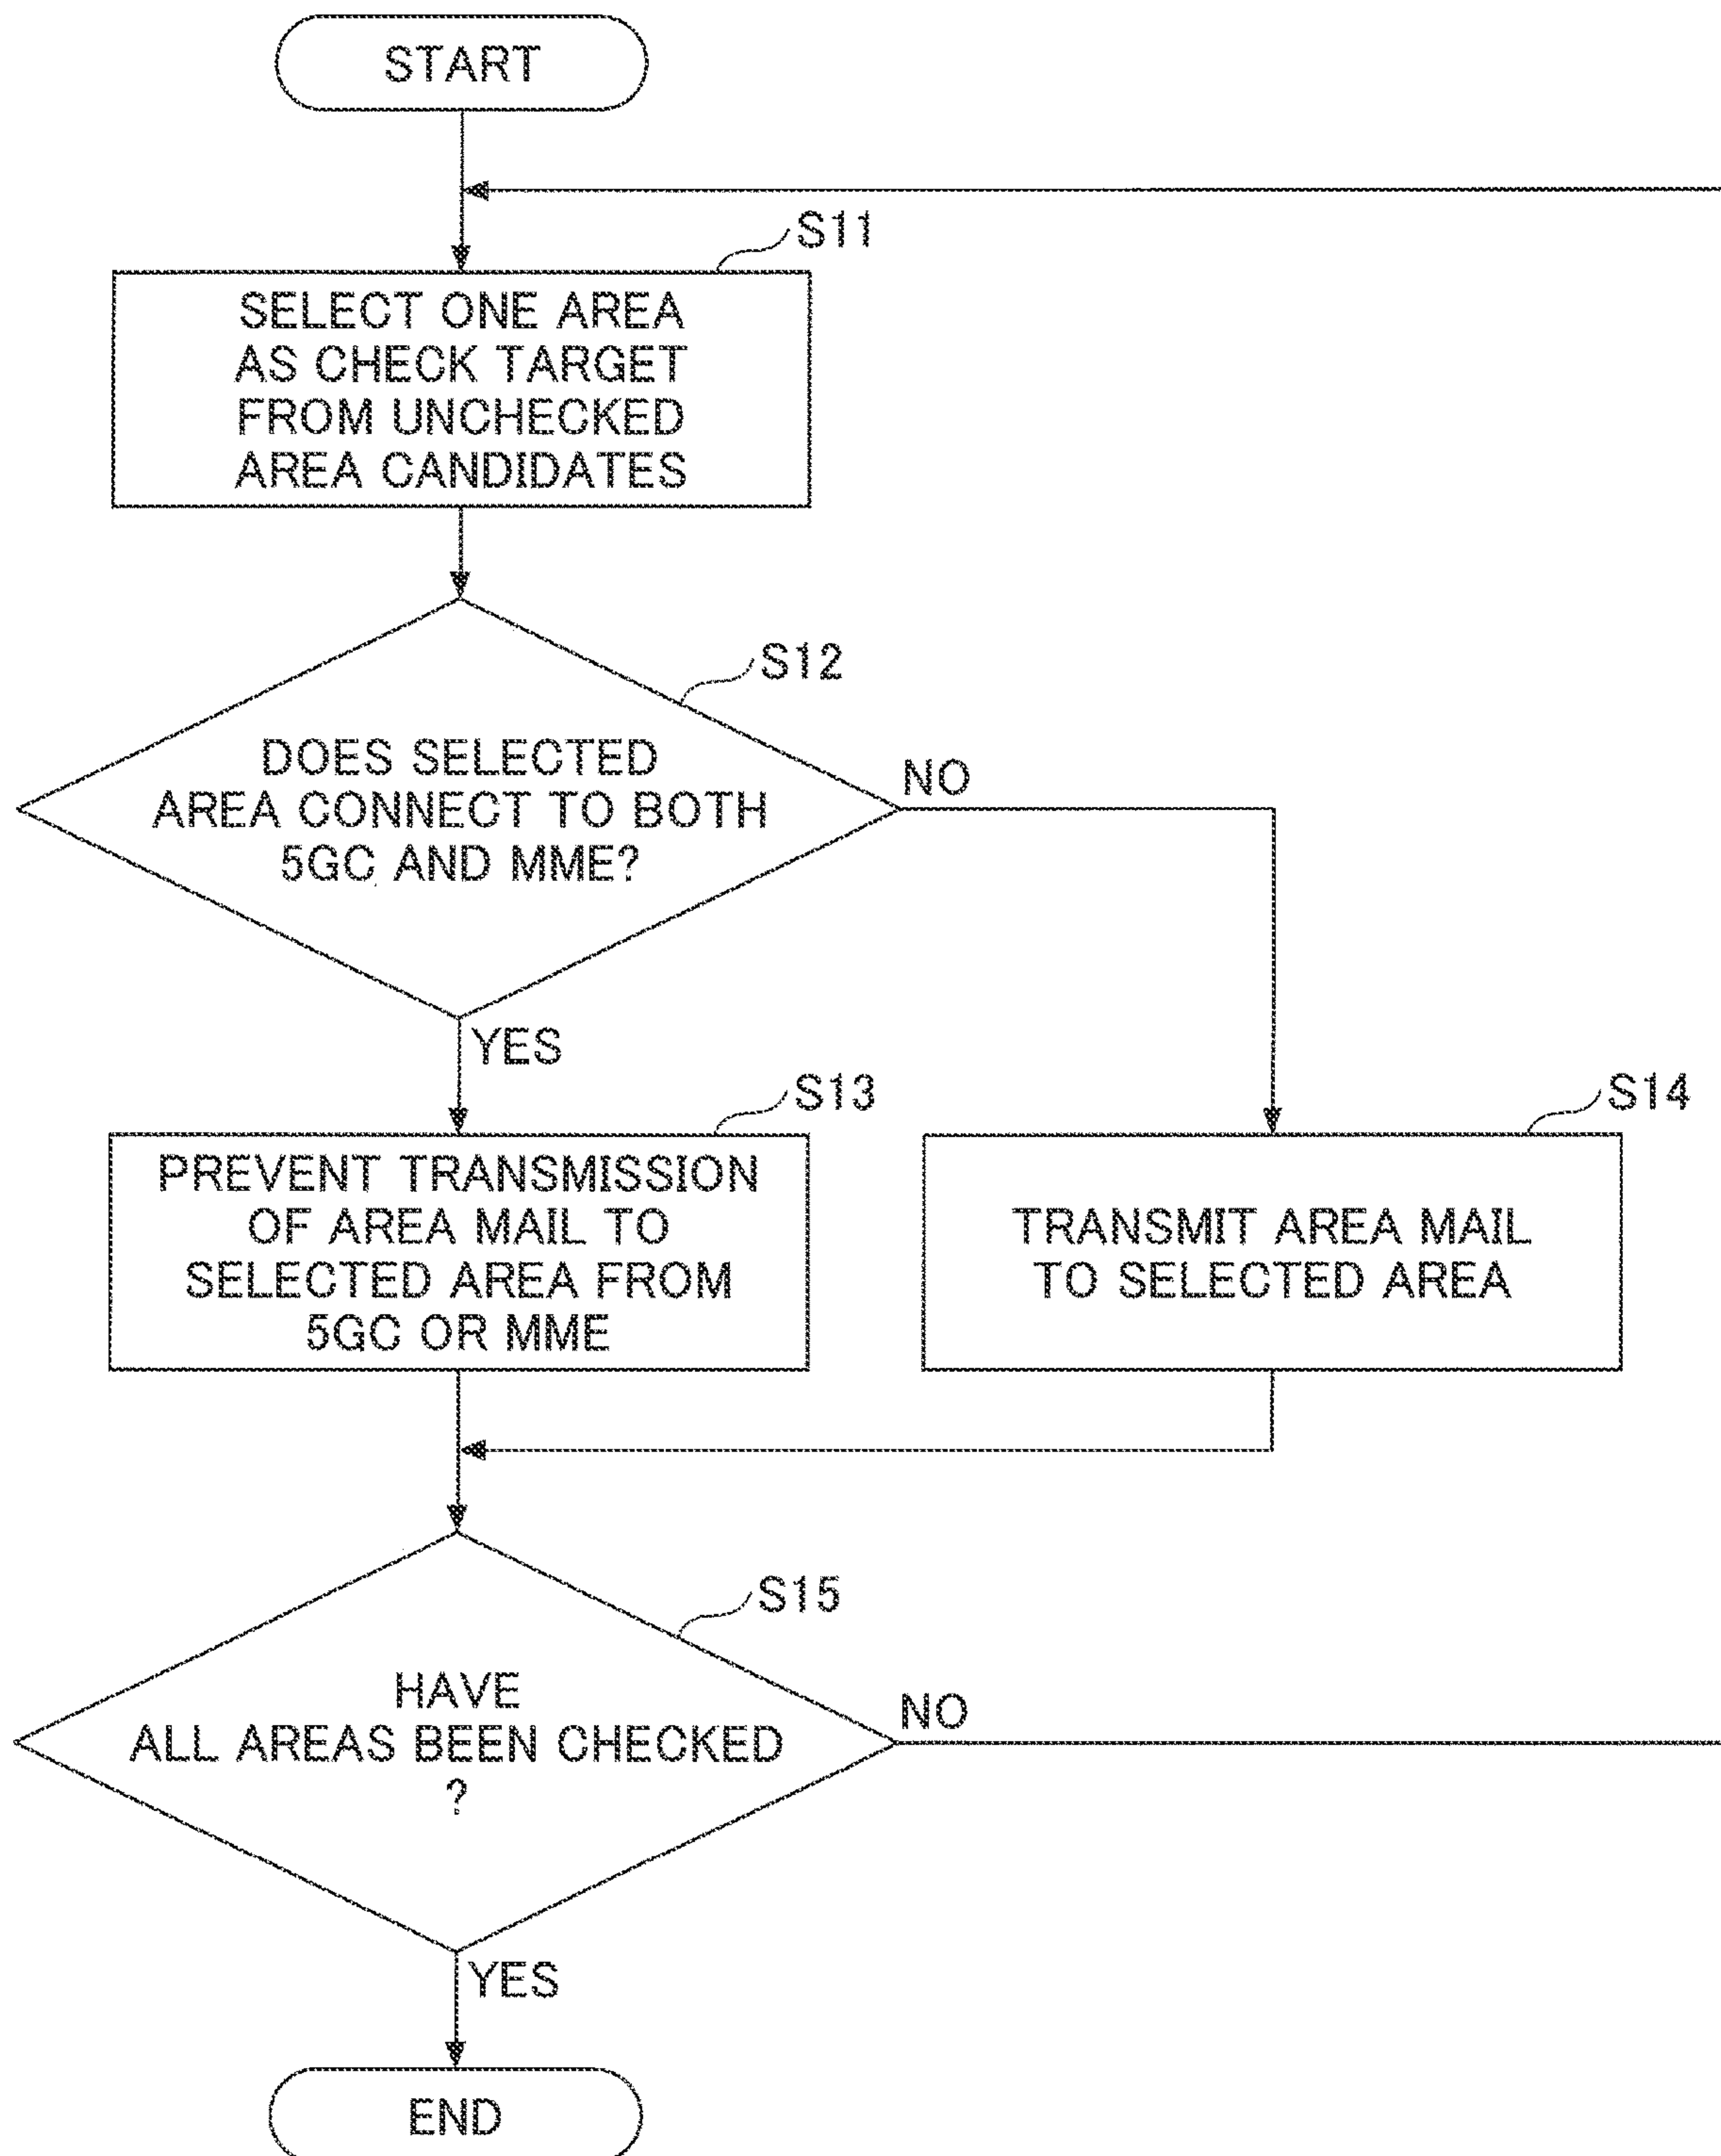 START
S11
SELECT ONE AREA
AS CHECK TARGET
FROM UNCHECKED
AREA CANDIDATES
S12
DOES SELECTED
AREA CONNECT TO BOTH
5GC AND MME?
NO
YES
S13
PREVENT TRANSMISSION
OF AREA MAIL TO
SELECTED AREA FROM
5GC OR MME
S14
TRANSMIT AREA MAIL
TO SELECTED AREA
S15
HAVE
ALL AREAS BEEN CHECKED
?
NO
YES
END